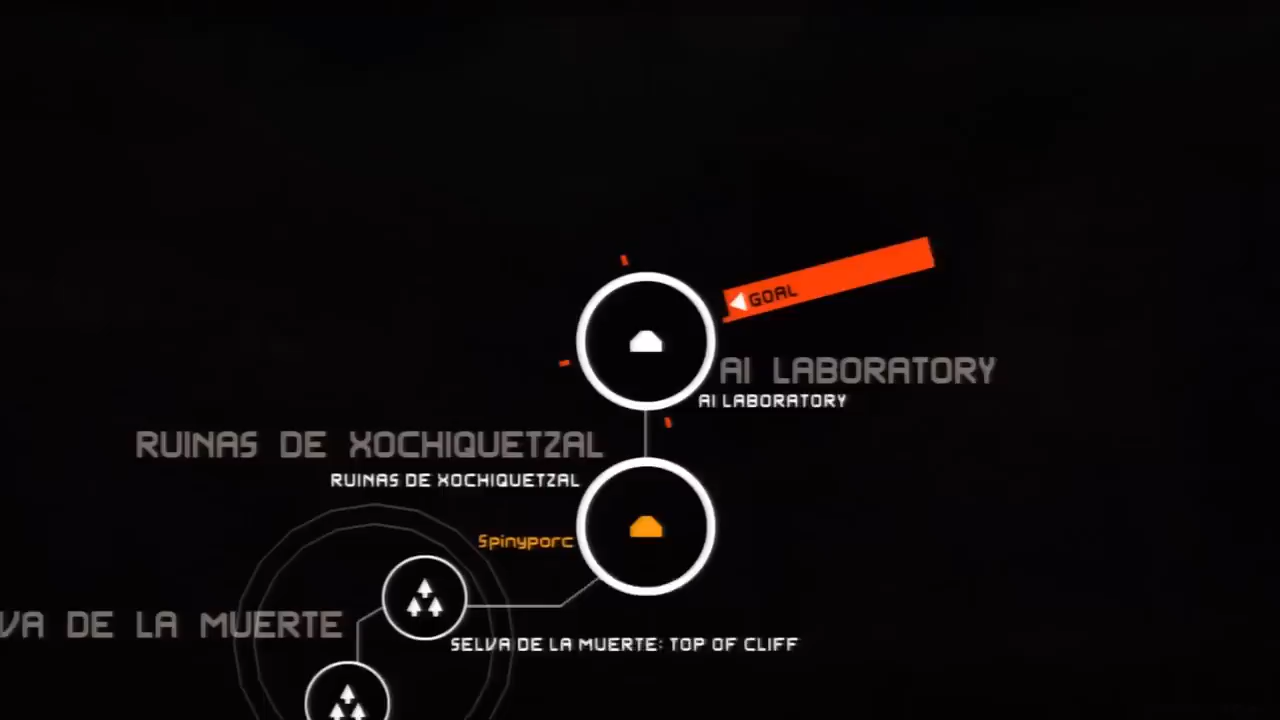 GOAL
AI LABORATORY
AI LABORATORY
RUINAS DE XOCHIQUETZAL
RUINAS DE XOCHIQUETZAL
Spinyporc
VA DE LA MUERTE
SELVA DE LA MUERTE: TOP OF CLIFF